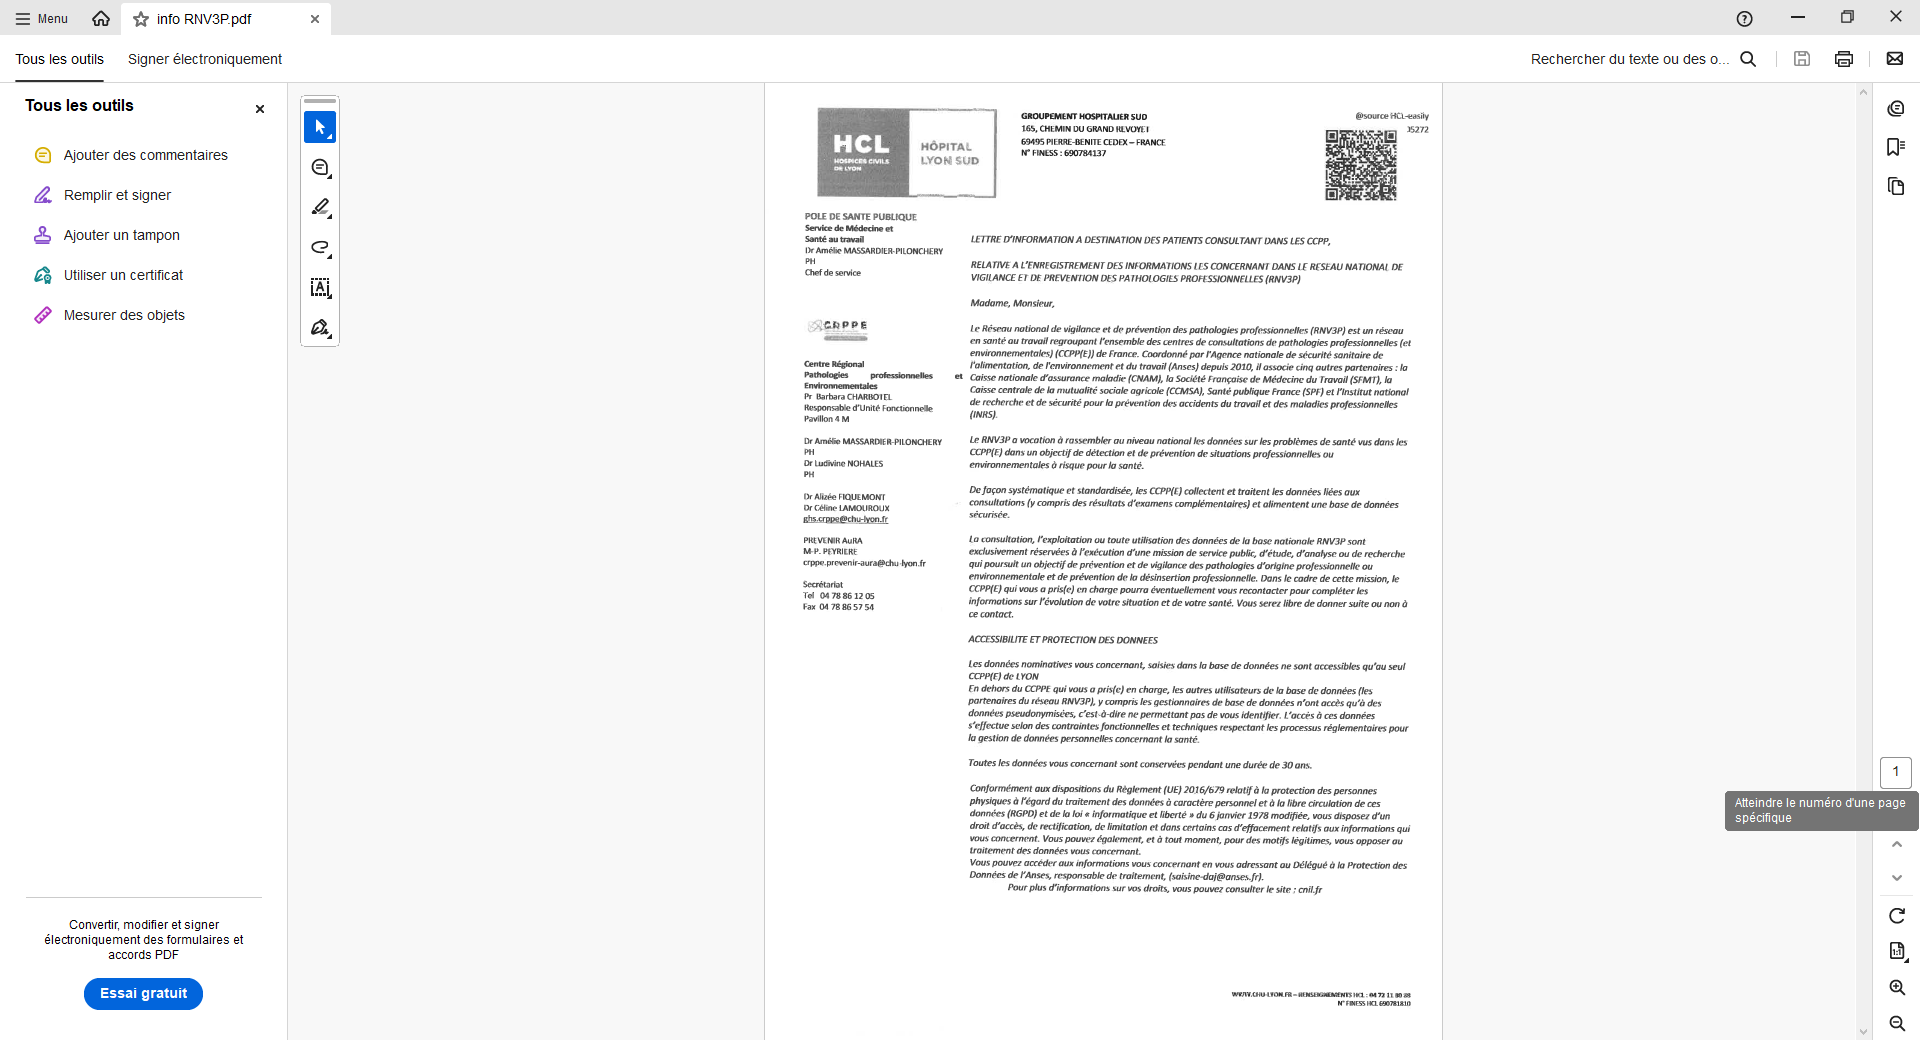 Menu
info RNV3P.pdf
Tous les outils
Signer électroniquement
Rechercher du texte ou des o...
Tous les outils
Ajouter des commentaires
Remplir et signer
Ajouter un tampon
Utiliser un certificat
Mesurer des objets
Convertir, modifier et signer
électroniquement des formulaires et
accords PDF
Essai gratuit
HCL
HOSPICES CIVILS
DE LYON
HÔPITAL
LYON SUD
GROUPEMENT HOSPITALIER SUD
165, CHEMIN DU GRAND REVOYET
69495 PIERRE-BENITE CEDEX – FRANCE
N° FINESS : 690784137
@source HCL-easily
05272
POLE DE SANTE PUBLIQUE
Service de Médecine et
Santé au travail
Dr Amélie MASSARDIER-PILONCHERY
PH
Chef de service
CRPPE
Centre Régional
Pathologies professionnelles et
Environnementales
Pr Barbara CHARBOTEL
Responsable d'Unité Fonctionnelle
Pavillon 4 M
Dr Amélie MASSARDIER-PILONCHERY
PH
Dr Ludivine NOHALES
PH
Dr Alizée FIQUEMONT
Dr Céline LAMOUROUX
ghs.crppe@chu-lyon.fr
PREVENIR AuRA
M-P. PEYRIERE
crppe.prevenir-aura@chu-lyon.fr
Secrétariat
Tel 04 78 86 12 05
Fax 04 78 86 57 54
LETTRE D'INFORMATION A DESTINATION DES PATIENTS CONSULTANT DANS LES CCPP,
RELATIVE A L'ENREGISTREMENT DES INFORMATIONS LES CONCERNANT DANS LE RESEAU NATIONAL DE
VIGILANCE ET DE PREVENTION DES PATHOLOGIES PROFESSIONNELLES (RNV3P)
Madame, Monsieur,
Le Réseau national de vigilance et de prévention des pathologies professionnelles (RNV3P) est un réseau
en santé au travail regroupant l'ensemble des centres de consultations de pathologies professionnelles (et
environnementales) (CCPP(E)) de France. Coordonné par l'Agence nationale de sécurité sanitaire de
l'alimentation, de l'environnement et du travail (Anses) depuis 2010, il associe cinq autres partenaires : la
Caisse nationale d'assurance maladie (CNAM), la Société Française de Médecine du Travail (SFMT), la
Caisse centrale de la mutualité sociale agricole (CCMSA), Santé publique France (SPF) et l'Institut national
de recherche et de sécurité pour la prévention des accidents du travail et des maladies professionnelles
(INRS).
Le RNV3P a vocation à rassembler au niveau national les données sur les problèmes de santé vus dans les
CCPP(E) dans un objectif de détection et de prévention de situations professionnelles ou
environnementales à risque pour la santé.
De façon systématique et standardisée, les CCPP(E) collectent et traitent les données liées aux
consultations (y compris des résultats d'examens complémentaires) et alimentent une base de données
sécurisée.
La consultation, l'exploitation ou toute utilisation des données de la base nationale RNV3P sont
exclusivement réservées à l'exécution d'une mission de service public, d'étude, d'analyse ou de recherche
qui poursuit un objectif de prévention et de vigilance des pathologies d'origine professionnelle ou
environnementale et de prévention de la désinsertion professionnelle. Dans le cadre de cette mission, le
CCPP(E) qui vous a pris(e) en charge pourra éventuellement vous recontacter pour compléter les
informations sur l'évolution de votre situation et de votre santé. Vous serez libre de donner suite ou non à
ce contact.
ACCESSIBILITE ET PROTECTION DES DONNEES
Les données nominatives vous concernant, saisies dans la base de données ne sont accessibles qu'au seul
CCPP(E) de LYON
En dehors du CCPPE qui vous a pris(e) en charge, les autres utilisateurs de la base de données (les
partenaires du réseau RNV3P), y compris les gestionnaires de base de données n'ont accès qu'à des
données pseudonymisées, c'est-à-dire ne permettant pas de vous identifier. L'accès à ces données
s'effectue selon des contraintes fonctionnelles et techniques respectant les processus réglementaires pour
la gestion de données personnelles concernant la santé.
Toutes les données vous concernant sont conservées pendant une durée de 30 ans.
Conformément aux dispositions du Règlement (UE) 2016/679 relatif à la protection des personnes
physiques à l'égard du traitement des données à caractère personnel et à la libre circulation de ces
données (RGPD) et de la loi « informatique et liberté » du 6 janvier 1978 modifiée, vous disposez d'un
droit d'accès, de rectification, de limitation et dans certains cas d'effacement relatifs aux informations qui
vous concernent. Vous pouvez également, et à tout moment, pour des motifs légitimes, vous opposer au
traitement des données vous concernant.
Vous pouvez accéder aux informations vous concernant en vous adressant au Délégué à la Protection des
Données de l'Anses, responsable de traitement, (saisine-daj@anses.fr).
Pour plus d'informations sur vos droits, vous pouvez consulter le site : cnil.fr
WWW.CHU-LYON.FR – RENSEIGNEMENTS HCL : 04 72 11
N° FINESS HCL 690781810
1
Atteindre le numéro d'une page
spécifique